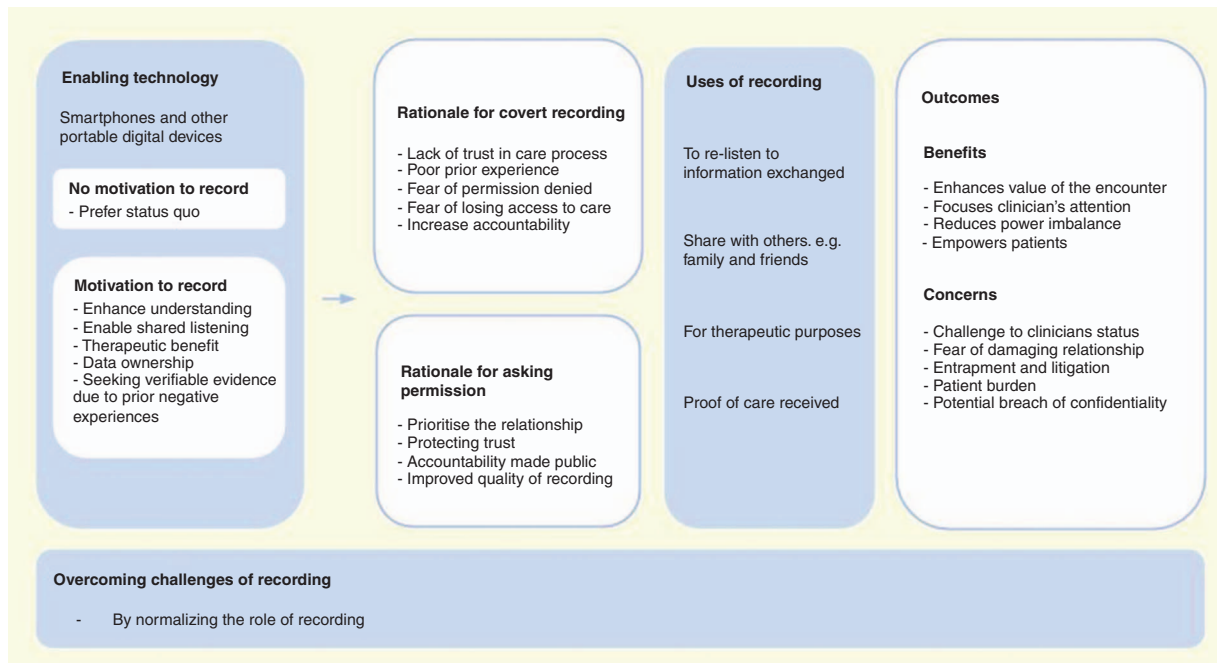 Enabling technology
Smartphones and other
portable digital devices
No motivation to record
- Prefer status quo
Motivation to record
- Enhance understanding
- Enable shared listening
- Therapeutic benefit
- Data ownership
- Seeking verifiable evidence
due to prior negative
experiences
Rationale for covert recording
- Lack of trust in care process
- Poor prior experience
- Fear of permission denied
- Fear of losing access to care
- Increase accountability
Rationale for asking
permission
- Prioritise the relationship
- Protecting trust
- Accountability made public
- Improved quality of recording
Uses of recording
To re-listen to
information exchanged
Share with others. e.g.
family and friends
For therapeutic purposes
Proof of care received
Outcomes
Benefits
- Enhances value of the encounter
- Focuses clinician's attention
- Reduces power imbalance
- Empowers patients
Concerns
- Challenge to clinicians status
- Fear of damaging relationship
- Entrapment and litigation
- Patient burden
- Potential breach of confidentiality
Overcoming challenges of recording
- By normalizing the role of recording